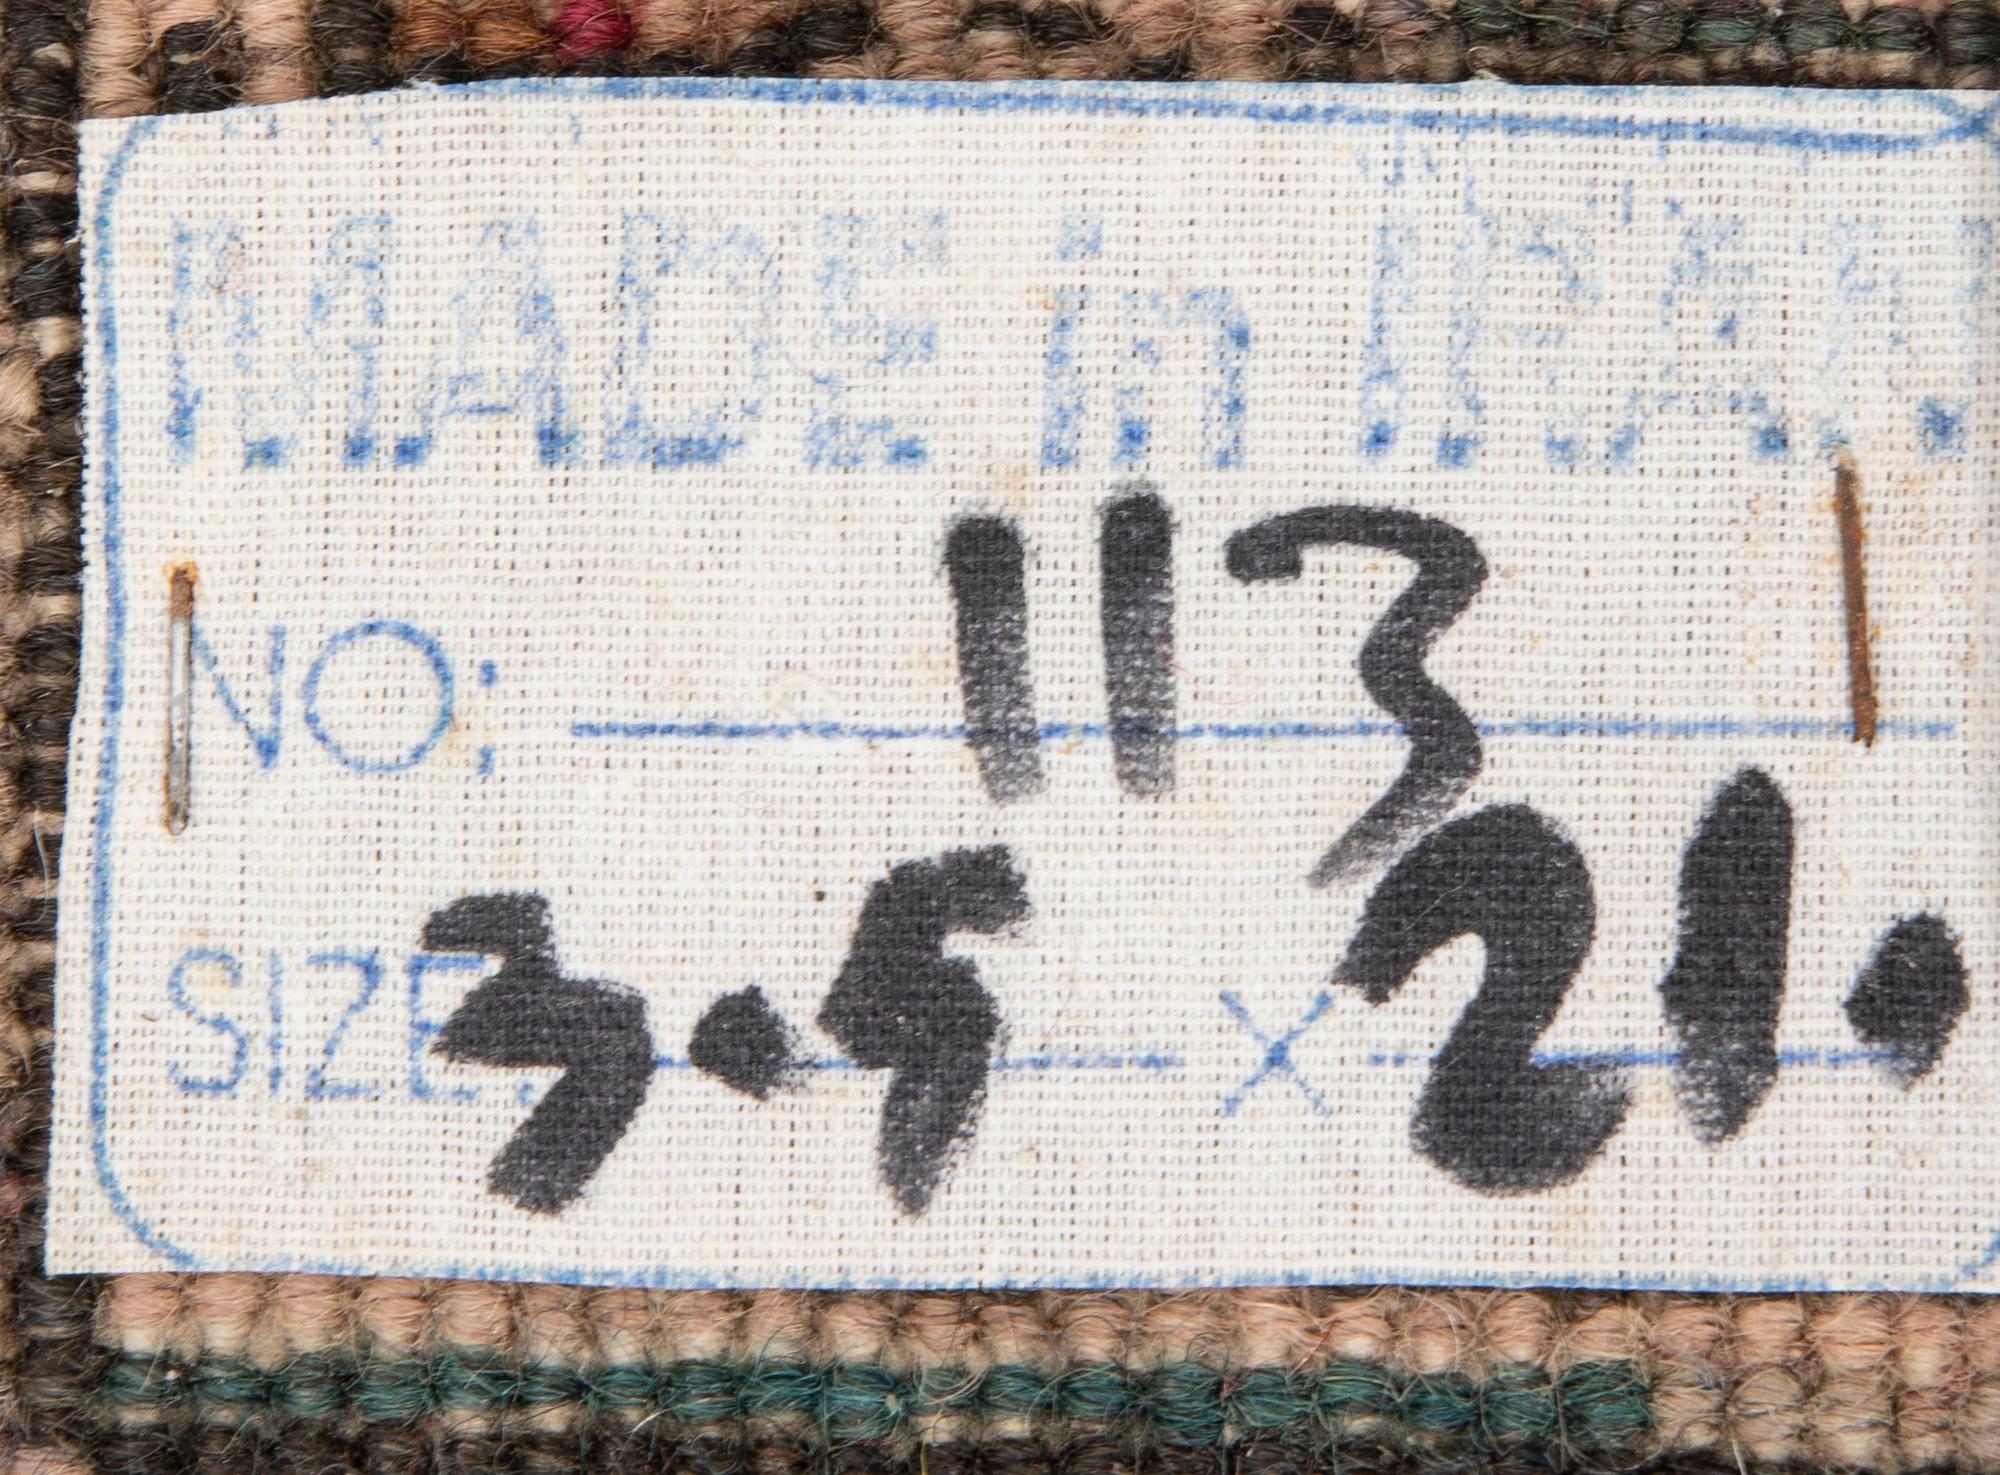 MADE in IRAN
NO: 113
SIZE: 3.5 X 21.